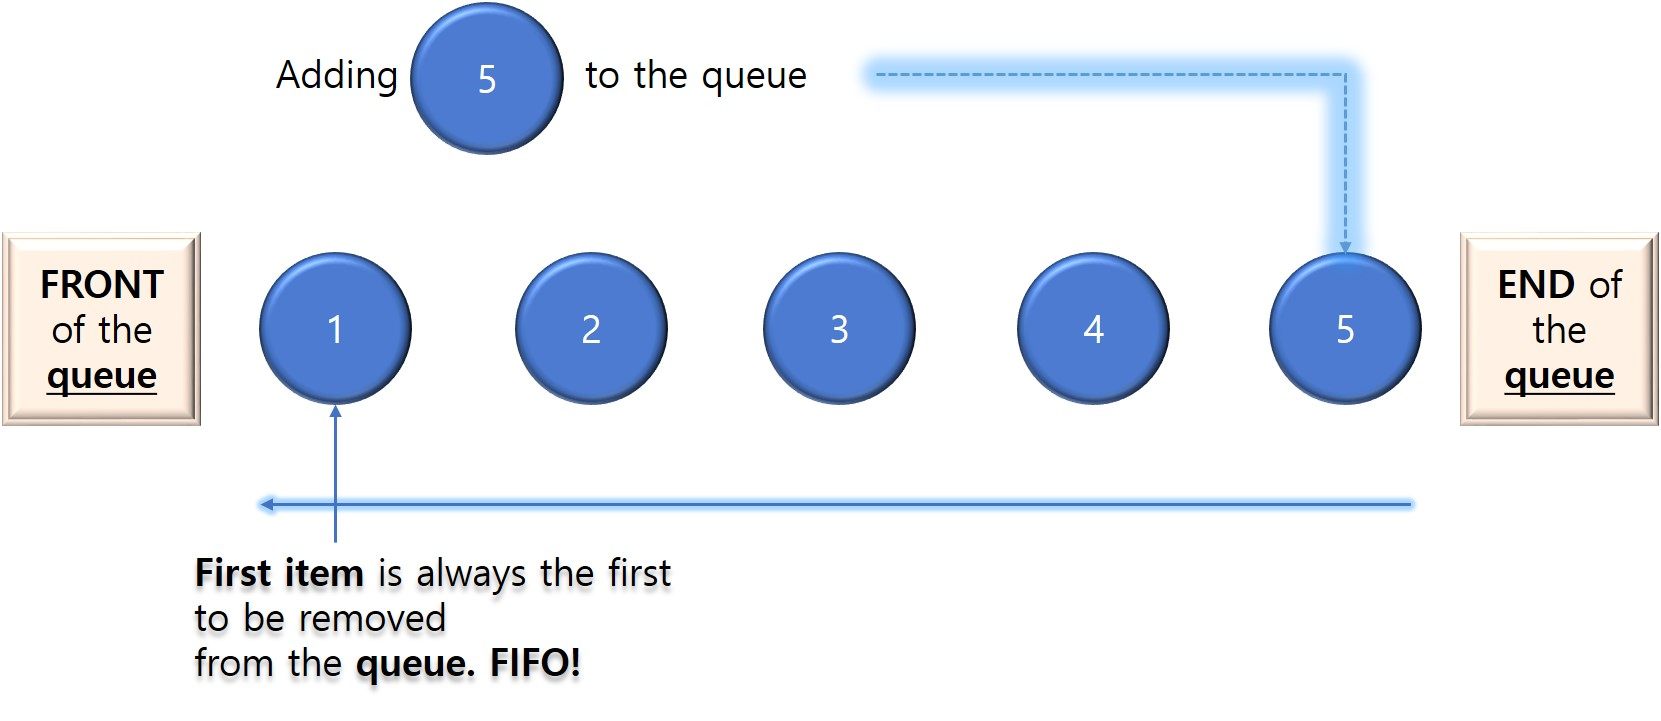 Adding 5 to the queue
FRONT
of the
queue
1 2 3 4 5
END of
the
queue
First item is always the first
to be removed
from the queue. FIFO!